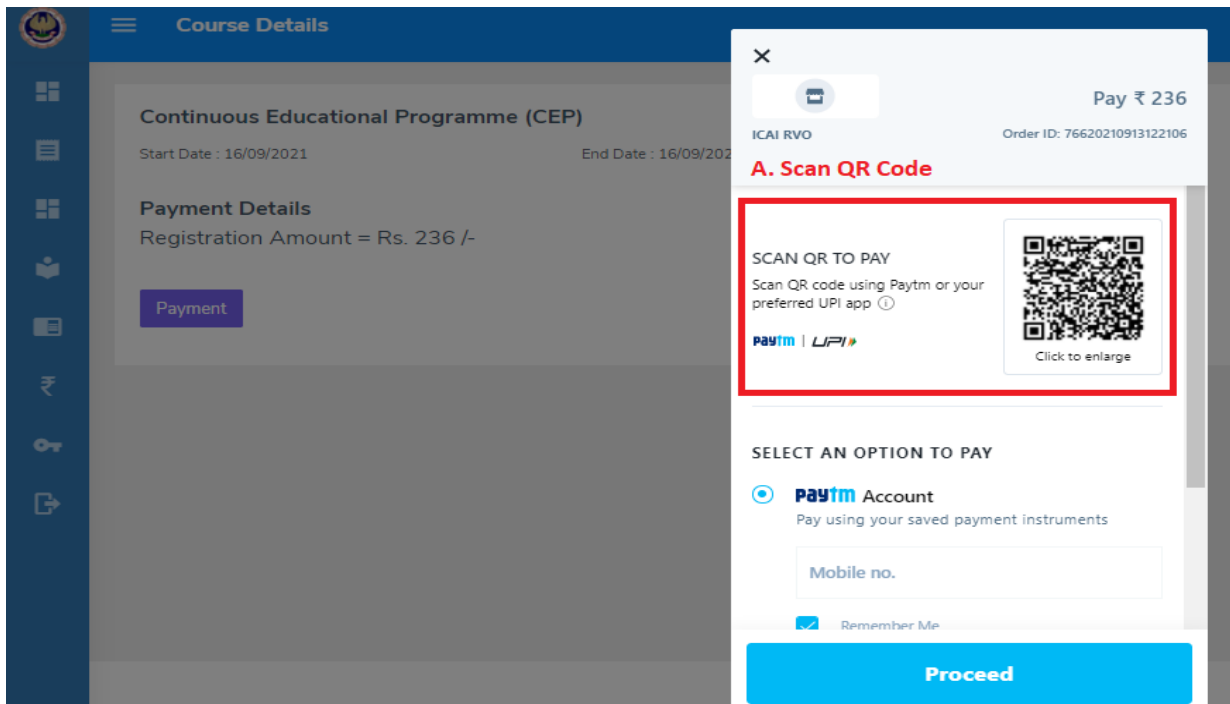 Course Details
Continuous Educational Programme (CEP)
Start Date : 16/09/2021
End Date : 16/09/202
Payment Details
Registration Amount = Rs. 236 /-
Payment
Pay ₹ 236
ICAI RVO
Order ID: 76620210913122106
A. Scan QR Code
SCAN QR TO PAY
Scan QR code using Paytm or your
preferred UPI app
Paytm | UPI
Click to enlarge
SELECT AN OPTION TO PAY
Paytm Account
Pay using your saved payment instruments
Mobile no.
Remember Me
Proceed